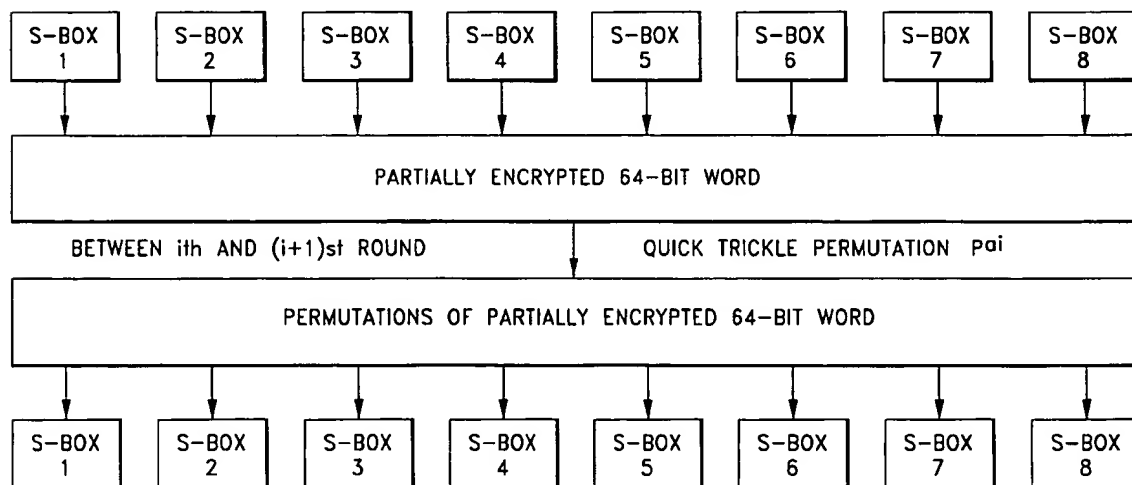 S-BOX S-BOX S-BOX S-BOX S-BOX S-BOX S-BOX S-BOX
1 2 3 4 5 6 7 8
PARTIALLY ENCRYPTED 64-BIT WORD
BETWEEN ith AND (i+1)st ROUND QUICK TRICKLE PERMUTATION pai
PERMUTATIONS OF PARTIALLY ENCRYPTED 64-BIT WORD
S-BOX S-BOX S-BOX S-BOX S-BOX S-BOX S-BOX S-BOX
1 2 3 4 5 6 7 8